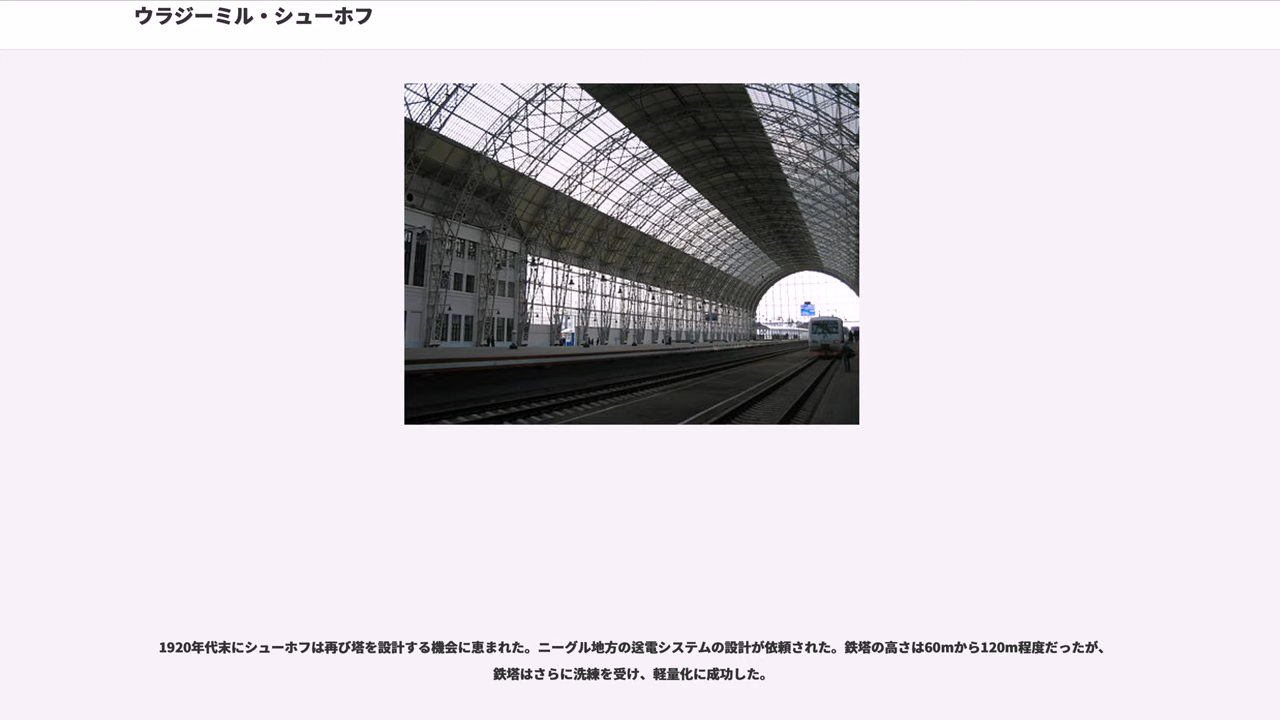 ウラジーミル・シューホフ
1920年代末にシューホフは再び塔を設計する機会に恵まれた。ニーグル地方の送電システムの設計が依頼された。鉄塔の高さは60mから120m程度だったが、
鉄塔はさらに洗練を受け、軽量化に成功した。